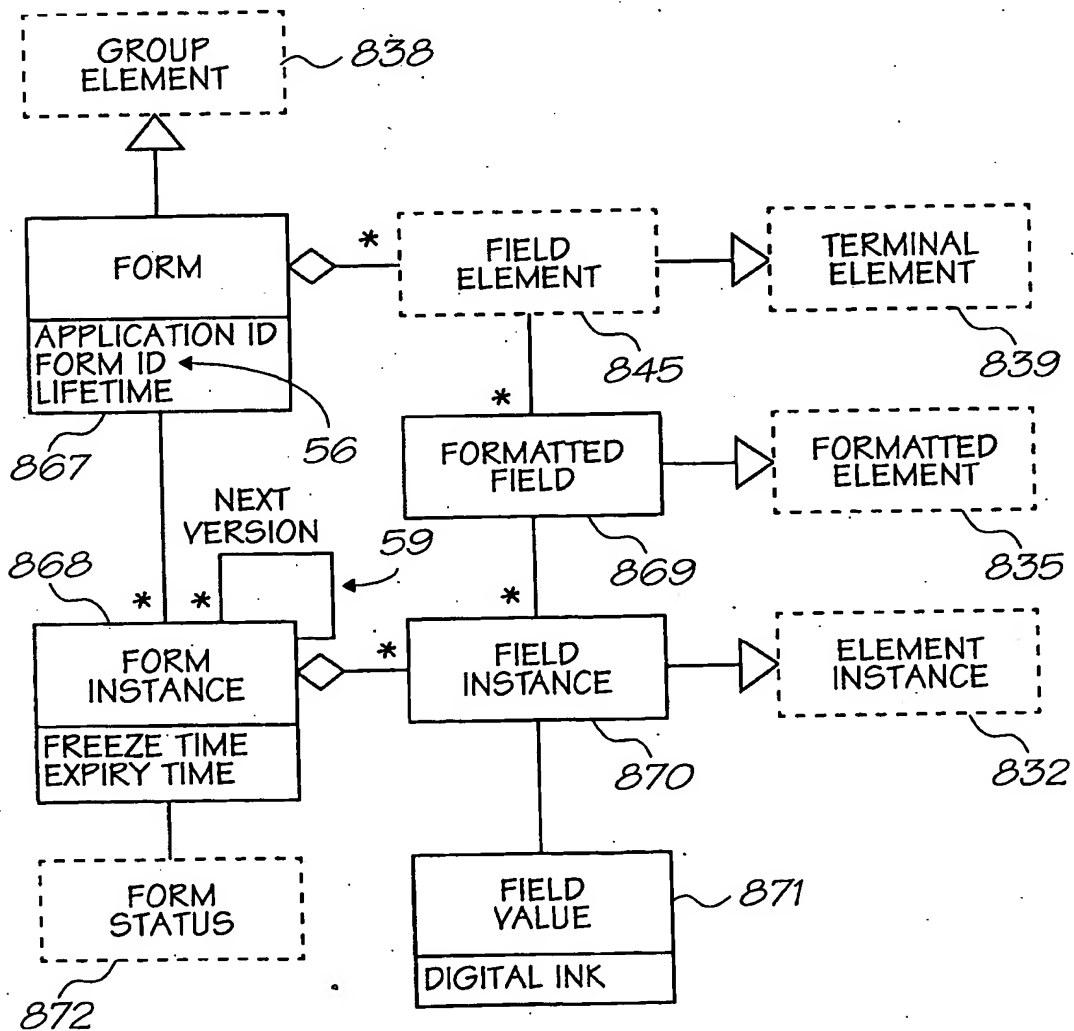 GROUP
ELEMENT
838
FORM
APPLICATION ID
FORM ID
LIFETIME
867
56
*
FIELD
ELEMENT
845
TERMINAL
ELEMENT
839
*
FORMATTED
FIELD
869
FORMATTED
ELEMENT
835
NEXT
VERSION
59
868
*
*
FORM
INSTANCE
FREEZE TIME
EXPIRY TIME
*
*
FIELD
INSTANCE
870
ELEMENT
INSTANCE
832
FORM
STATUS
872
FIELD
VALUE
DIGITAL INK
871